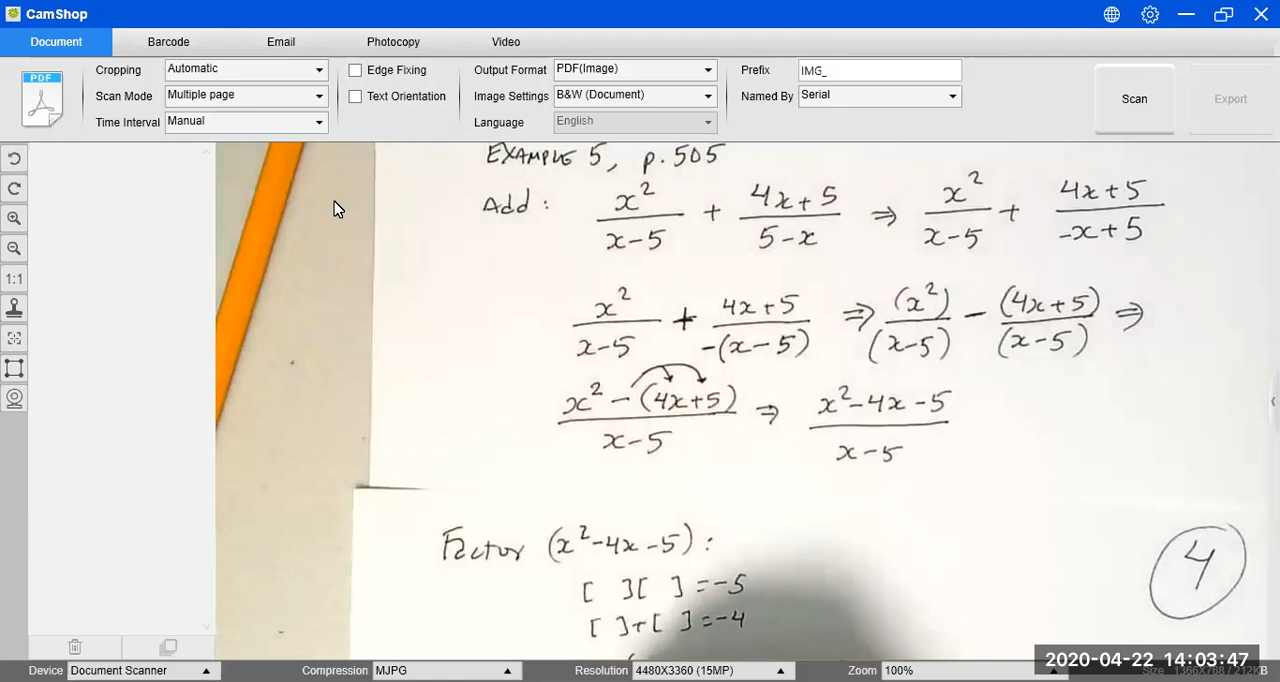 CamShop
Document Barcode Email Photocopy Video
Cropping Automatic Edge Fixing Output Format PDF(Image) Prefix IMG_
PDF Scan Mode Multiple page Text Orientation Image Settings B&W (Document) Named By Serial Scan Export
Time Interval Manual Language English
1:1
EXAMPLE 5, p.505
Add: x²/(x-5) + (4x+5)/(5-x) ⇒ x²/(x-5) + (4x+5)/(-x+5)
x²/(x-5) + (4x+5)/(-(x-5)) ⇒ (x²)/(x-5) - (4x+5)/(x-5) ⇒
(x²-(4x+5))/(x-5) ⇒ (x²-4x-5)/(x-5)
Factor (x²-4x-5):
[ ][ ]=-5
[ ]+[ ]=-4
4
2020-04-22 14:03:47
Device Document Scanner Compression MJPG Resolution 4480X3360 (15MP) Zoom 100%